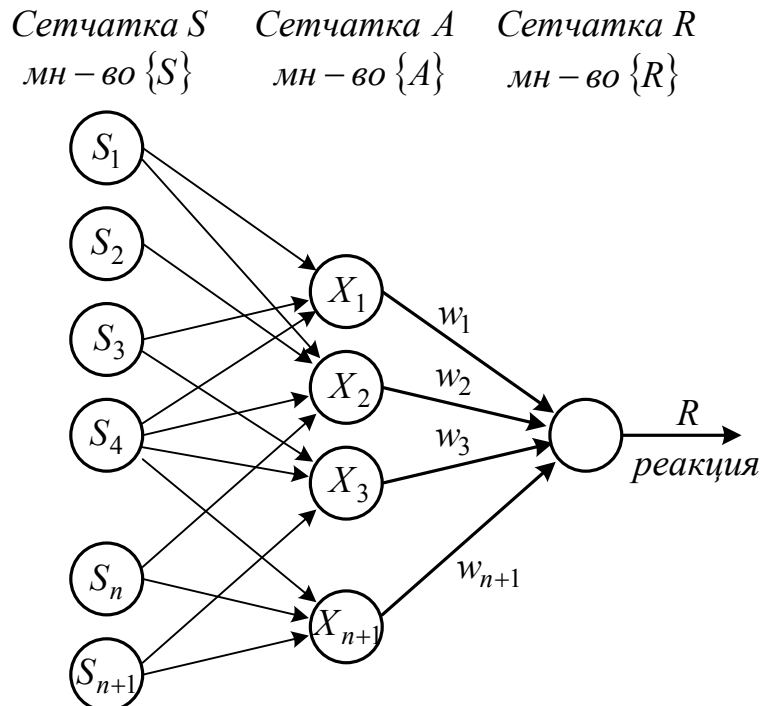 Сетчатка S Сетчатка A Сетчатка R
мн – во {S} мн – во {A} мн – во {R}
S₁
S₂
X₁
w₁
S₃
X₂
w₂
R
S₄
w₃
реакция
X₃
Sₙ
wₙ₊₁
Xₙ₊₁
Sₙ₊₁